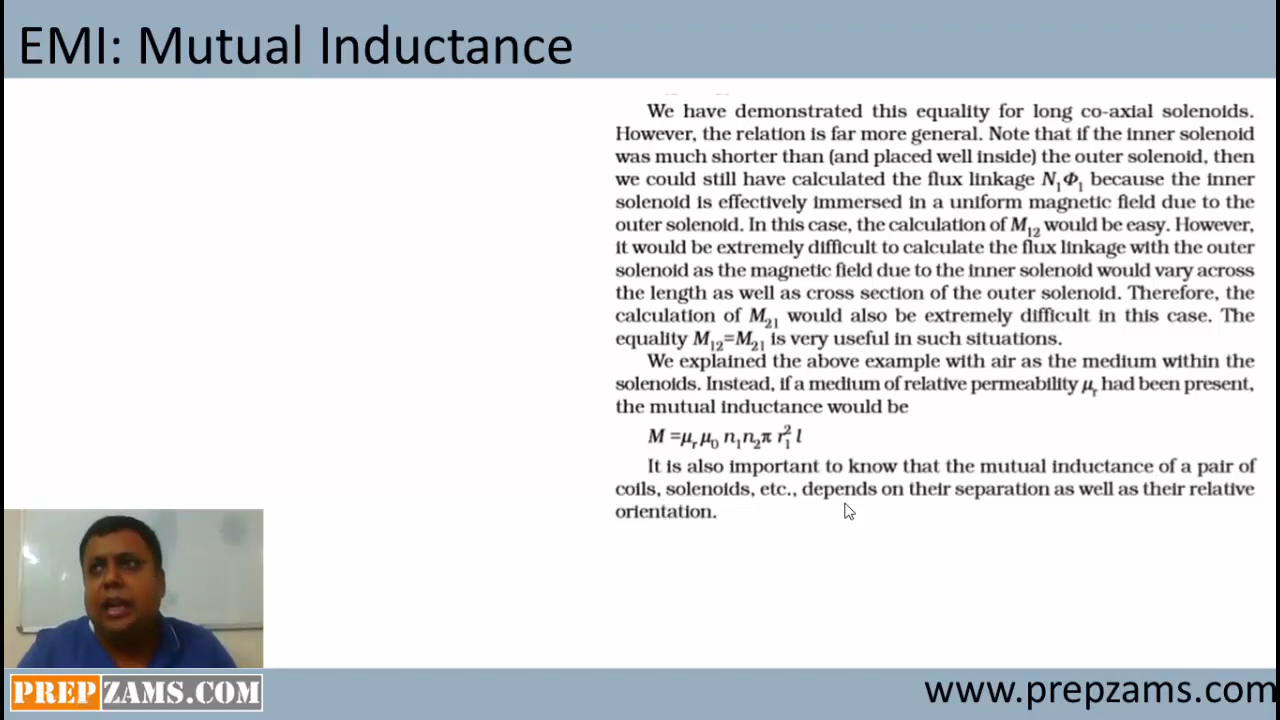 EMI: Mutual Inductance
We have demonstrated this equality for long co-axial solenoids.
However, the relation is far more general. Note that if the inner solenoid
was much shorter than (and placed well inside) the outer solenoid, then
we could still have calculated the flux linkage N₁Φ₁ because the inner
solenoid is effectively immersed in a uniform magnetic field due to the
outer solenoid. In this case, the calculation of M₁₂ would be easy. However,
it would be extremely difficult to calculate the flux linkage with the outer
solenoid as the magnetic field due to the inner solenoid would vary across
the length as well as cross section of the outer solenoid. Therefore, the
calculation of M₂₁ would also be extremely difficult in this case. The
equality M₁₂=M₂₁ is very useful in such situations.
We explained the above example with air as the medium within the
solenoids. Instead, if a medium of relative permeability μᵣ had been present,
the mutual inductance would be
M =μᵣ μ₀ n₁n₂π r₁² l
It is also important to know that the mutual inductance of a pair of
coils, solenoids, etc., depends on their separation as well as their relative
orientation.
PREPZAMS.COM
www.prepzams.com